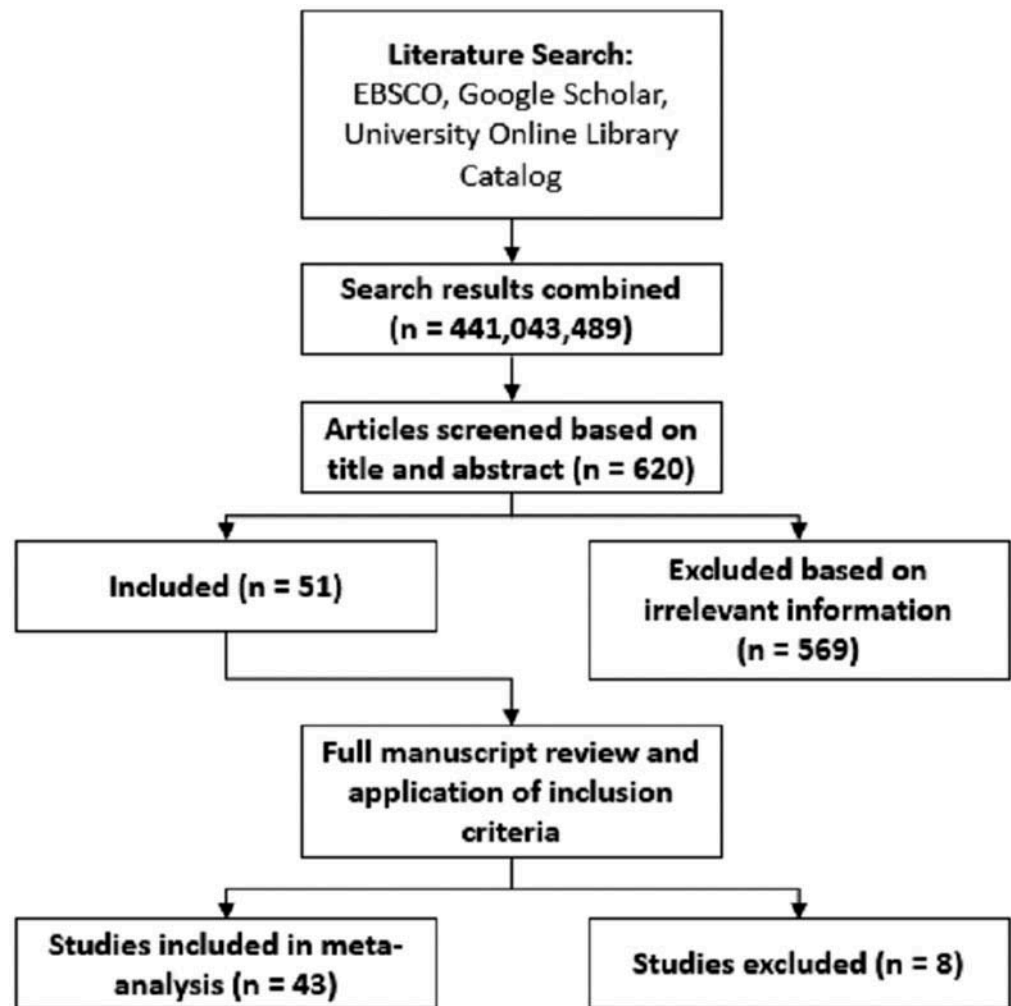 Literature Search:
EBSCO, Google Scholar,
University Online Library
Catalog
Search results combined
(n = 441,043,489)
Articles screened based on
title and abstract (n = 620)
Included (n = 51)
Excluded based on
irrelevant information
(n = 569)
Full manuscript review and
application of inclusion
criteria
Studies included in meta-
analysis (n = 43)
Studies excluded (n = 8)